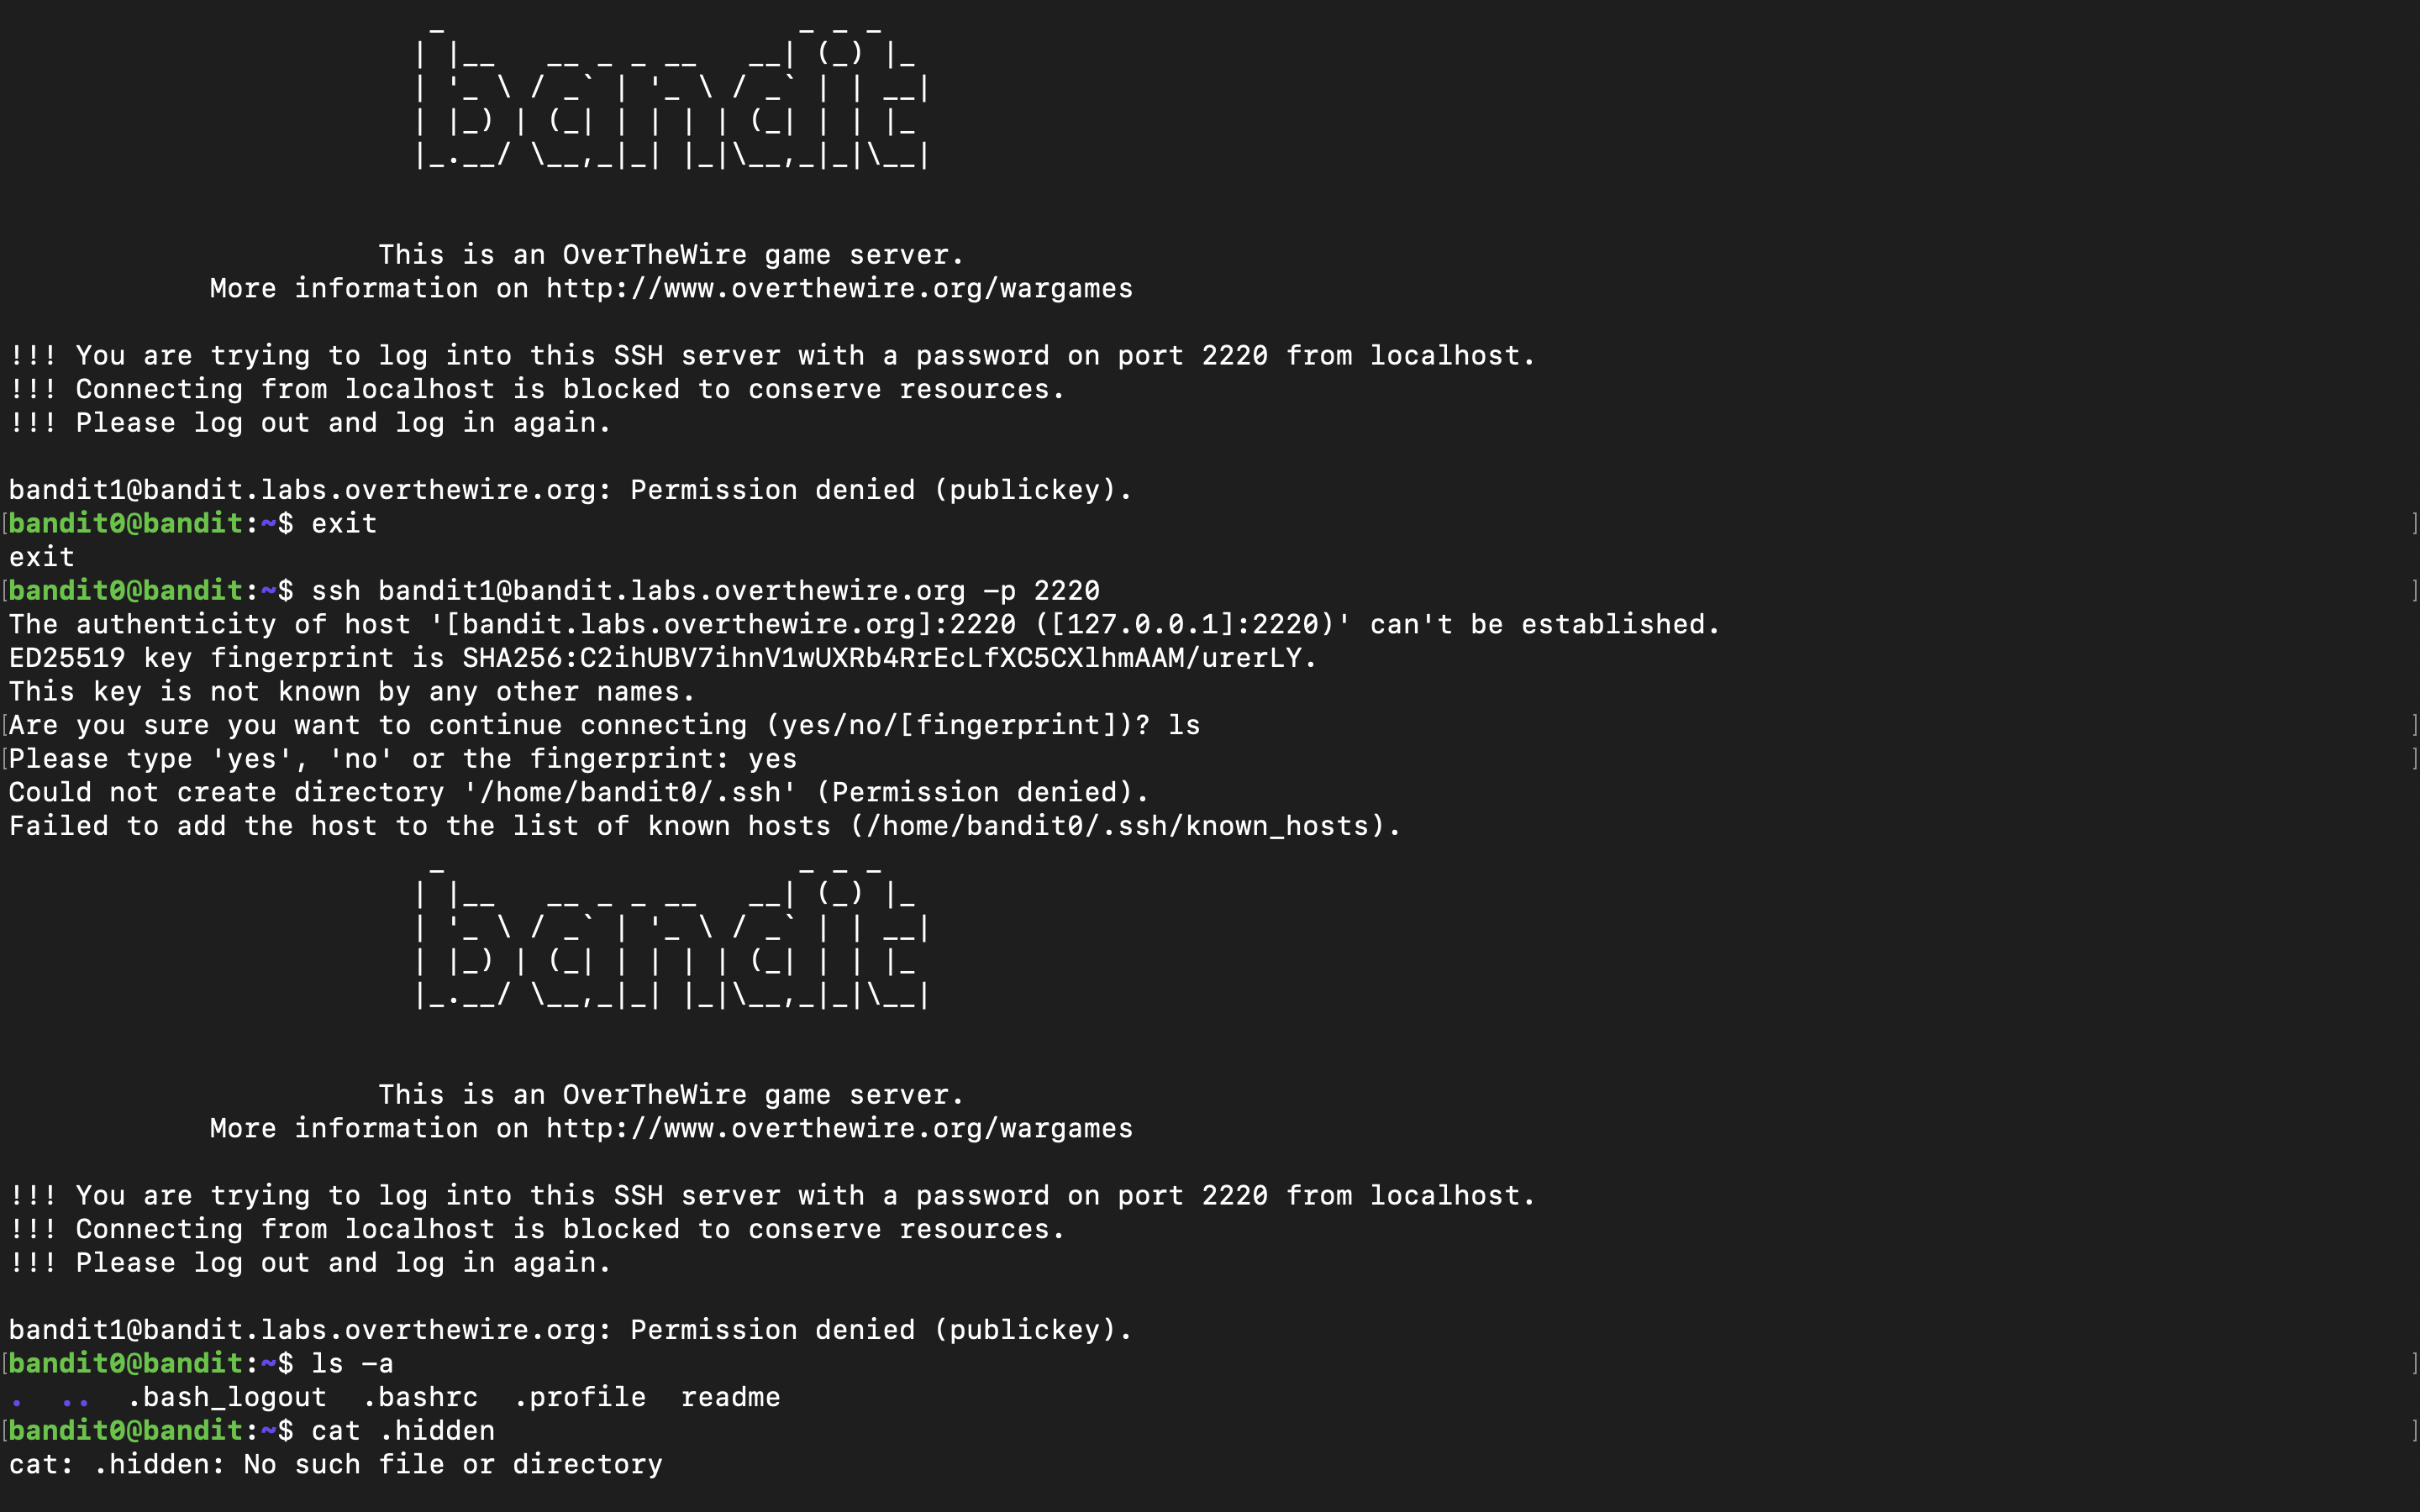 _                     _ _ _
                        | |__   __ _ _ __   __| (_) |_
                        | '_ \ / _` | '_ \ / _` | | __|
                        | |_) | (_| | | | | (_| | | |_
                        |_.__/ \__,_|_| |_|\__,_|_|\__|
                      This is an OverTheWire game server.
            More information on http://www.overthewire.org/wargames
!!! You are trying to log into this SSH server with a password on port 2220 from localhost.
!!! Connecting from localhost is blocked to conserve resources.
!!! Please log out and log in again.
bandit1@bandit.labs.overthewire.org: Permission denied (publickey).
[bandit0@bandit:~$ exit ]
exit
[bandit0@bandit:~$ ssh bandit1@bandit.labs.overthewire.org -p 2220 ]
The authenticity of host '[bandit.labs.overthewire.org]:2220 ([127.0.0.1]:2220)' can't be established.
ED25519 key fingerprint is SHA256:C2ihUBV7ihnV1wUXRb4RrEcLfXC5CXlhmAAM/urerLY.
This key is not known by any other names.
[Are you sure you want to continue connecting (yes/no/[fingerprint])? ls ]
[Please type 'yes', 'no' or the fingerprint: yes ]
Could not create directory '/home/bandit0/.ssh' (Permission denied).
Failed to add the host to the list of known hosts (/home/bandit0/.ssh/known_hosts).
                         _                     _ _ _
                        | |__   __ _ _ __   __| (_) |_
                        | '_ \ / _` | '_ \ / _` | | __|
                        | |_) | (_| | | | | (_| | | |_
                        |_.__/ \__,_|_| |_|\__,_|_|\__|
                      This is an OverTheWire game server.
            More information on http://www.overthewire.org/wargames
!!! You are trying to log into this SSH server with a password on port 2220 from localhost.
!!! Connecting from localhost is blocked to conserve resources.
!!! Please log out and log in again.
bandit1@bandit.labs.overthewire.org: Permission denied (publickey).
[bandit0@bandit:~$ ls -a ]
.  ..  .bash_logout  .bashrc  .profile  readme
[bandit0@bandit:~$ cat .hidden ]
cat: .hidden: No such file or directory